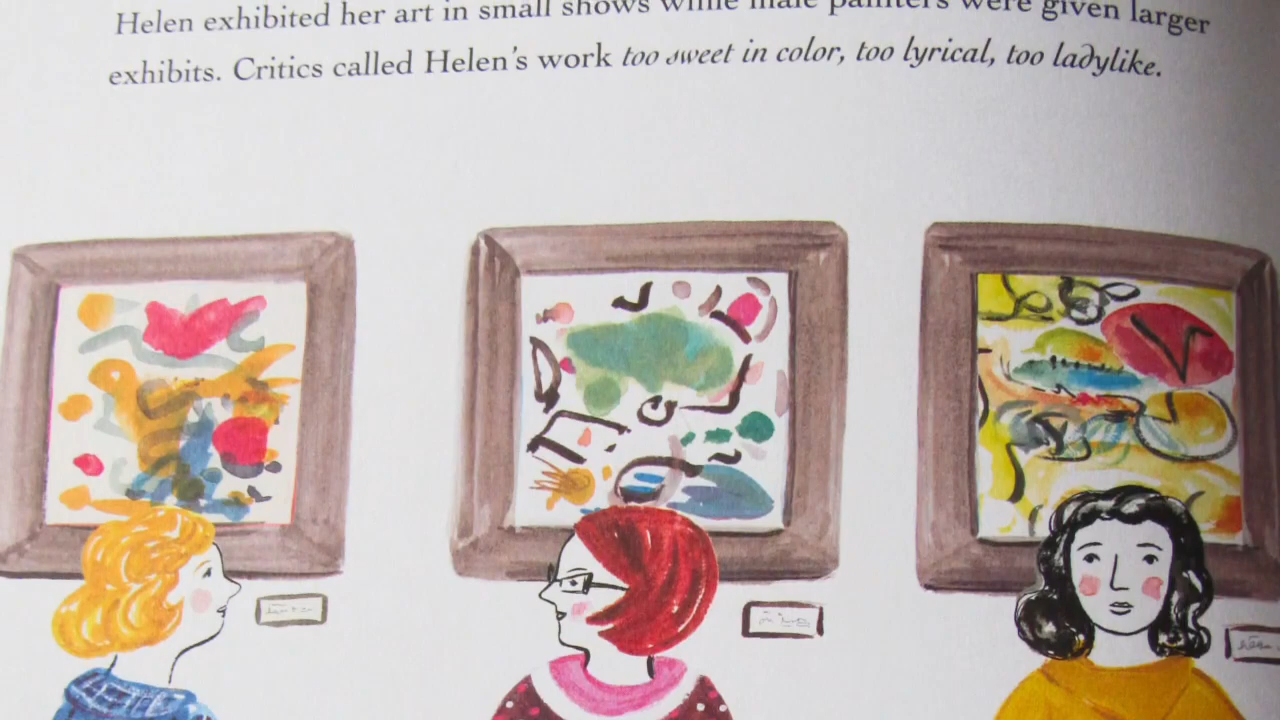 Helen exhibited her art in small shows while male painters were given larger
exhibits. Critics called Helen's work too sweet in color, too lyrical, too ladylike.